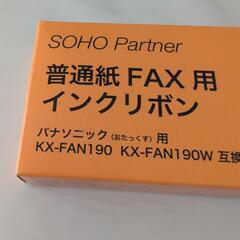 SOHO Partner
普通紙 FAX 用
インクリボン
パナソニック（おたっくす）用
KX-FAN190 KX-FAN190W 互換